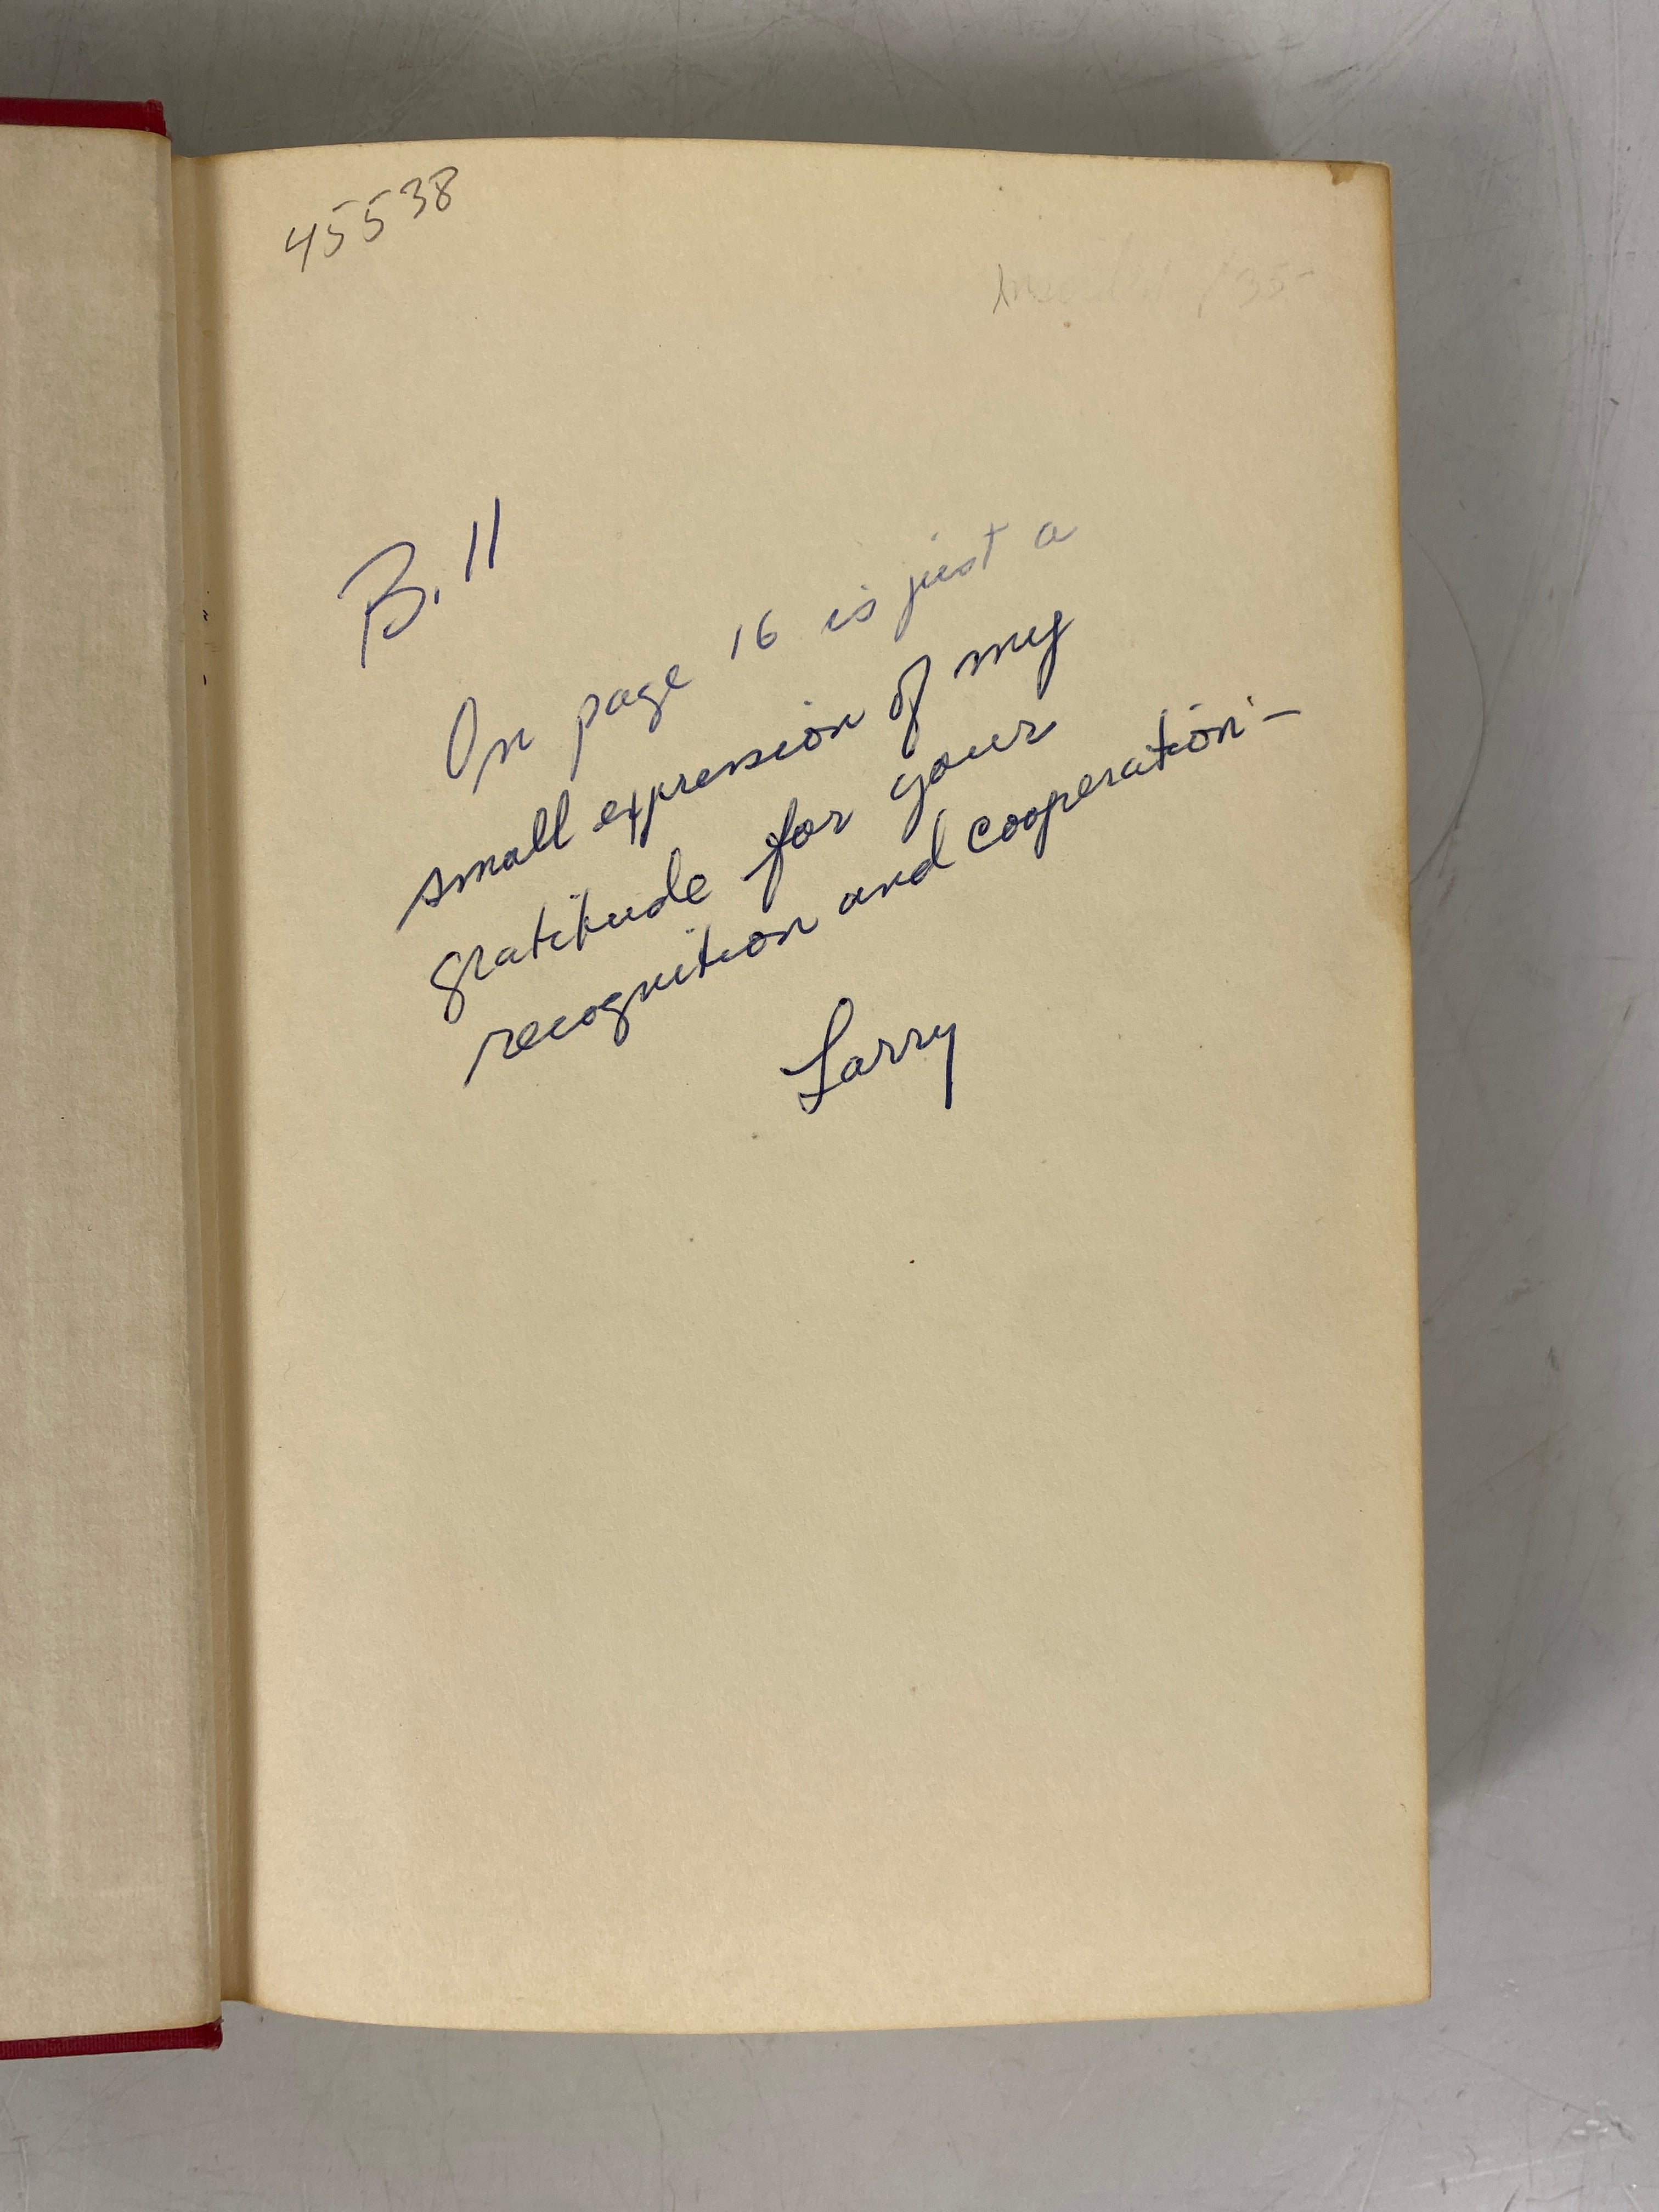 45538
Bill
On page 16 is just a
small expression of my
gratitude for your
recognition and cooperation -
Larry